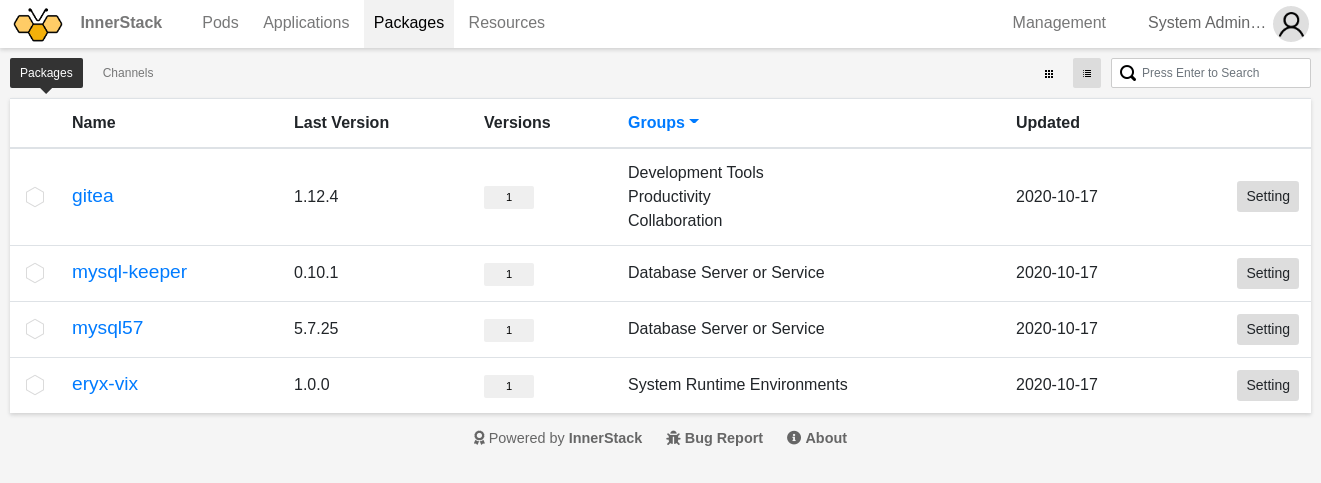 InnerStack Pods Applications Packages Resources Management System Admin…
Packages Channels Press Enter to Search
Name Last Version Versions Groups Updated
gitea 1.12.4 1 Development Tools 2020-10-17 Setting
Productivity
Collaboration
mysql-keeper 0.10.1 1 Database Server or Service 2020-10-17 Setting
mysql57 5.7.25 1 Database Server or Service 2020-10-17 Setting
eryx-vix 1.0.0 1 System Runtime Environments 2020-10-17 Setting
Powered by InnerStack Bug Report About